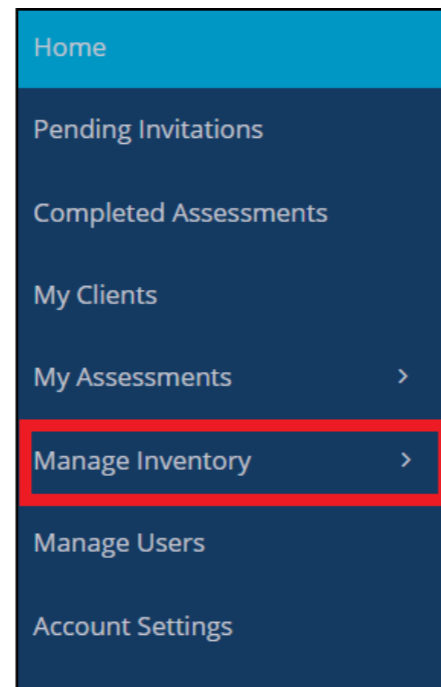 Home
Pending Invitations
Completed Assessments
My Clients
My Assessments
Manage Inventory
Manage Users
Account Settings